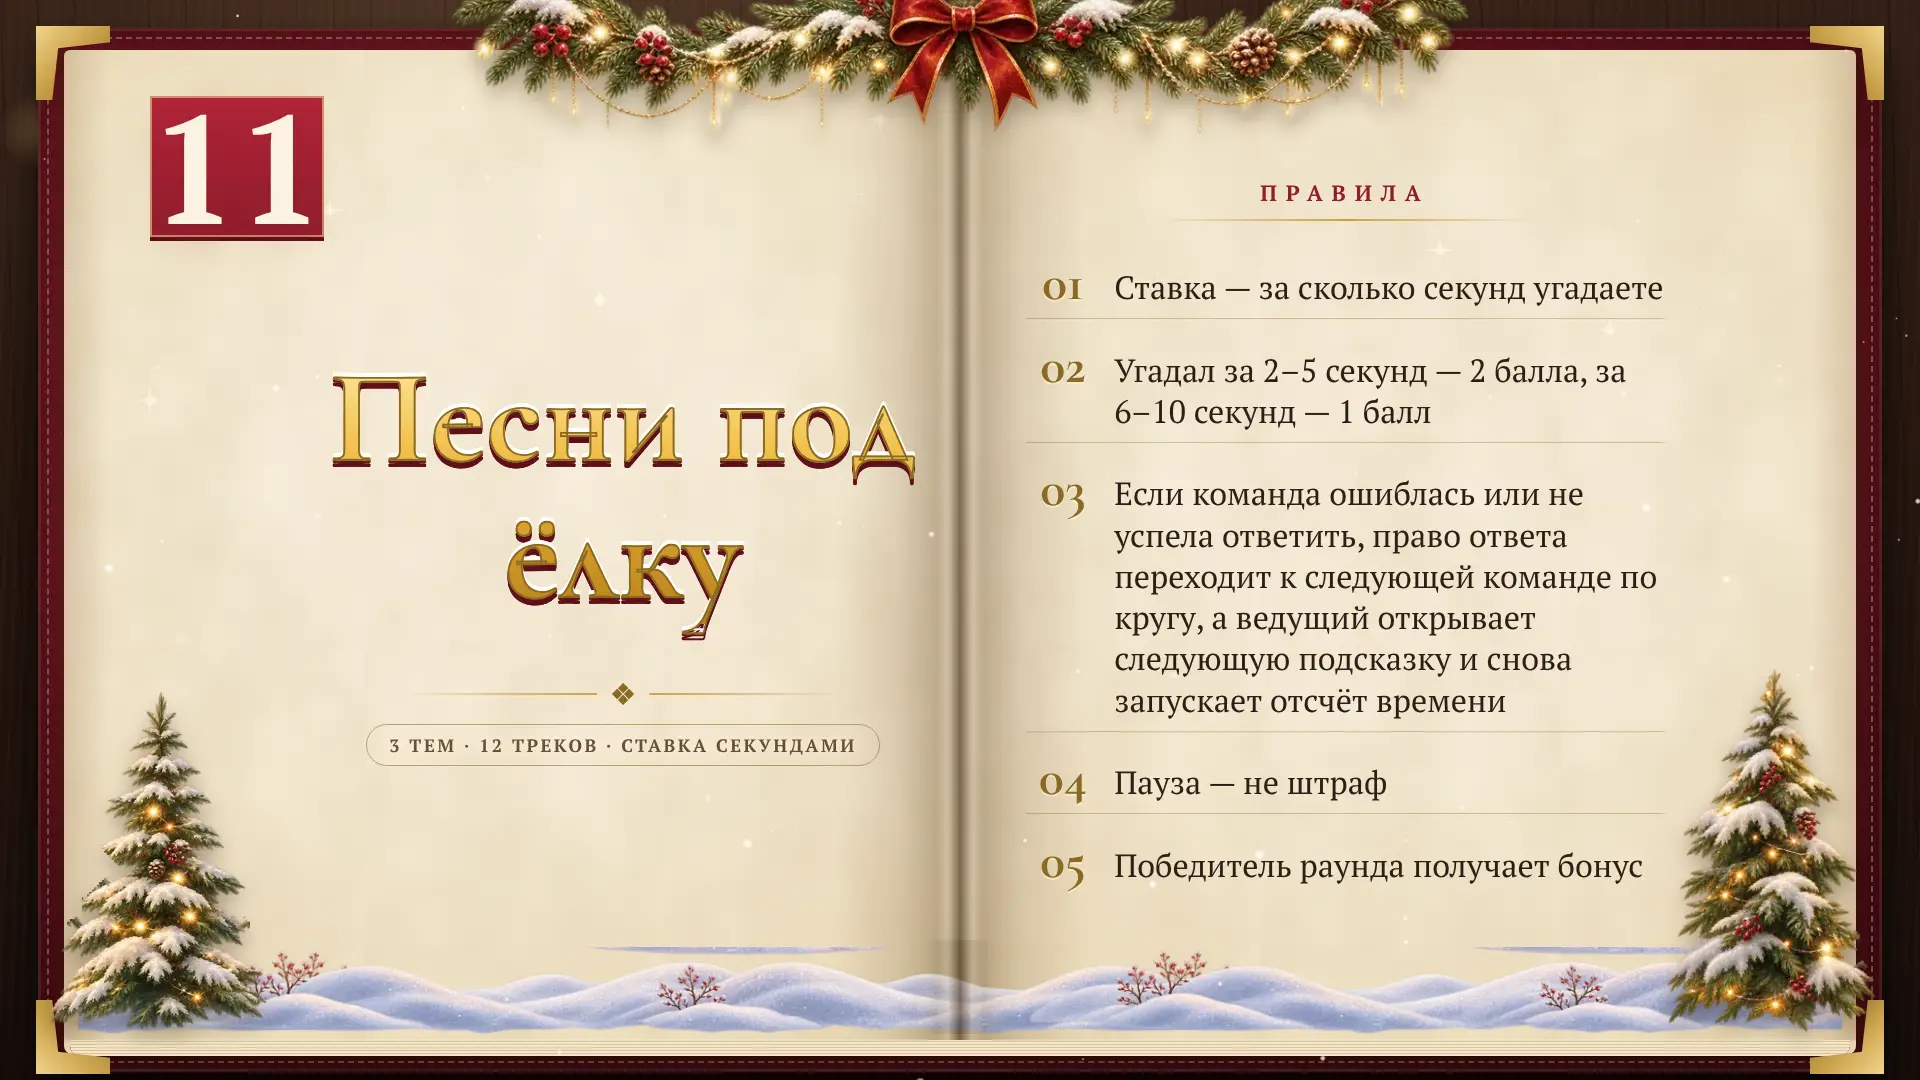 11
Песни под
ёлку
3 ТЕМ · 12 ТРЕКОВ · СТАВКА СЕКУНДАМИ
ПРАВИЛА
01 Ставка — за сколько секунд угадаете
02 Угадал за 2–5 секунд — 2 балла, за
6–10 секунд — 1 балл
03 Если команда ошиблась или не
успела ответить, право ответа
переходит к следующей команде по
кругу, а ведущий открывает
следующую подсказку и снова
запускает отсчёт времени
04 Пауза — не штраф
05 Победитель раунда получает бонус